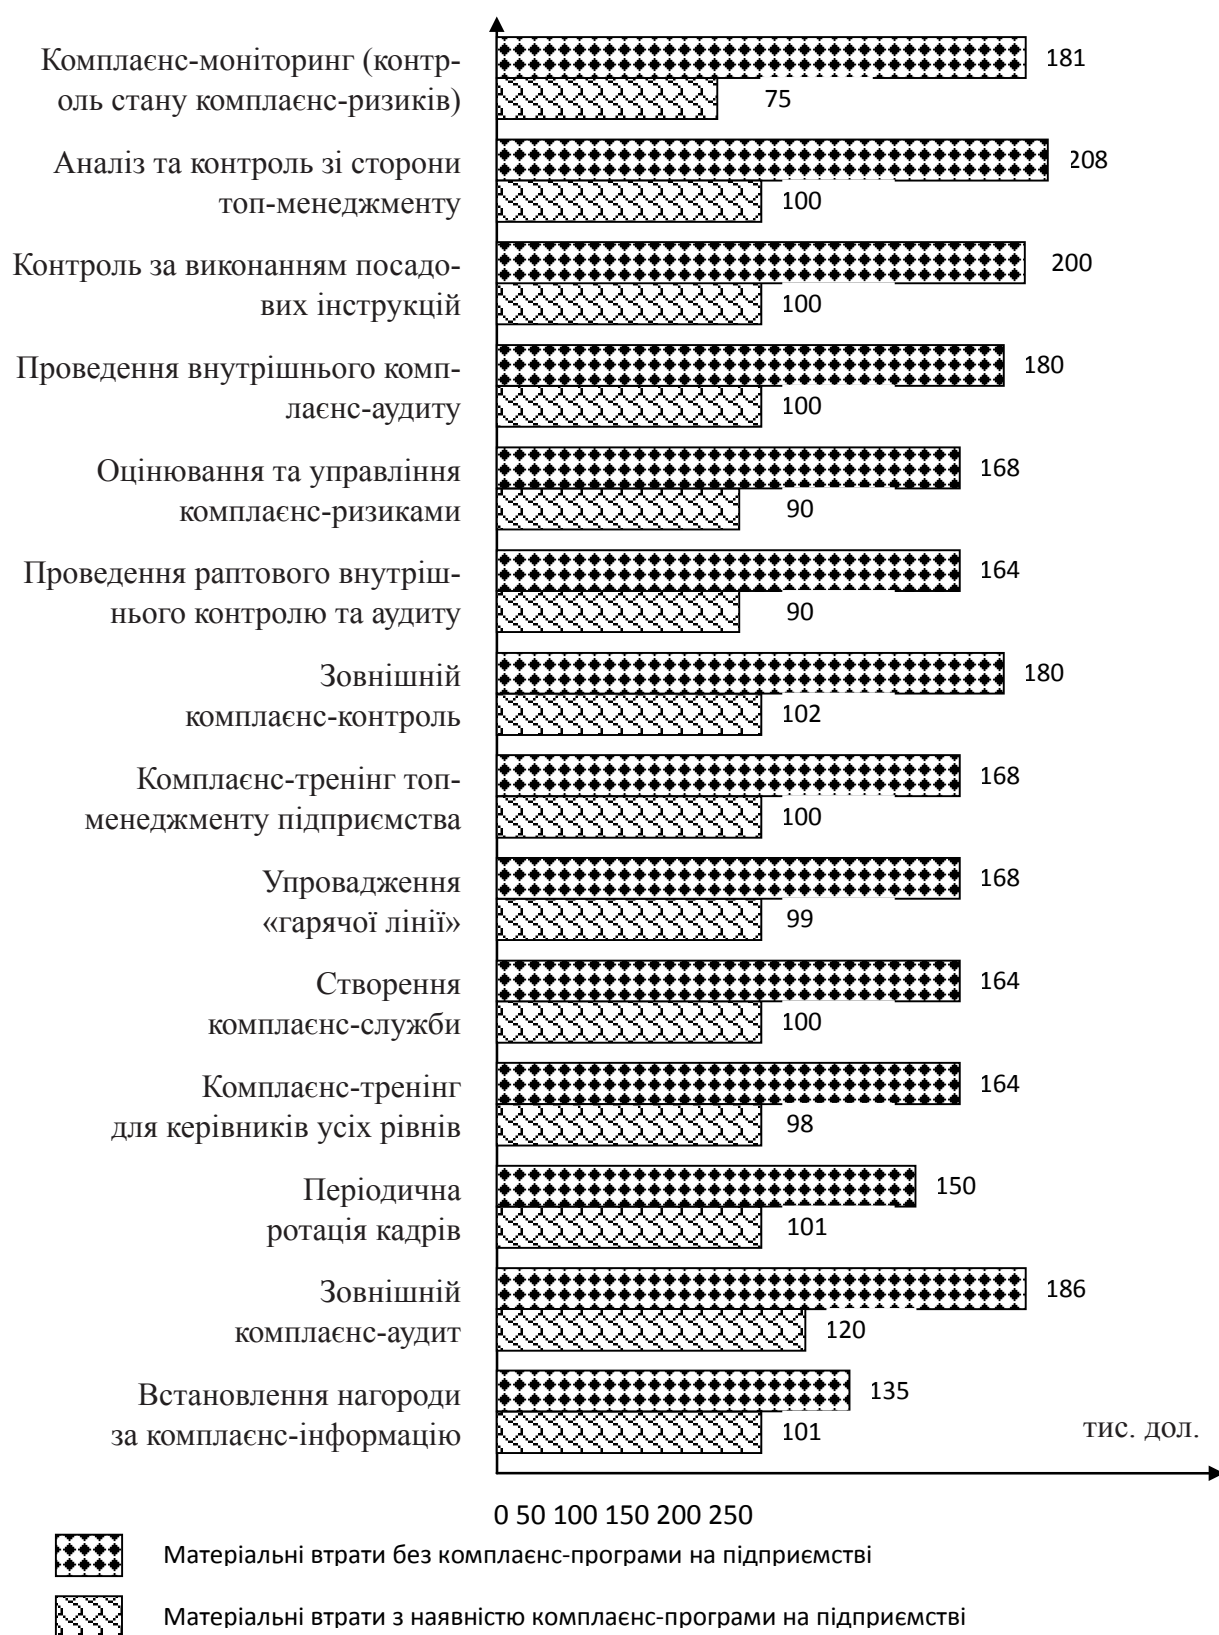 Комплаєнс-моніторинг (конт-
роль стану комплаєнс-ризиків)
181
75
Аналіз та контроль зі сторони
топ-менеджменту
208
100
Контроль за виконанням посадо-
вих інструкцій
200
100
Проведення внутрішнього комп-
лаєнс-аудиту
180
100
Оцінювання та управління
комплаєнс-ризиками
168
90
Проведення раптового внутріш-
нього контролю та аудиту
164
90
Зовнішній
комплаєнс-контроль
180
102
Комплаєнс-тренінг топ-
менеджменту підприємства
168
100
Упровадження
«гарячої лінії»
168
99
Створення
комплаєнс-служби
164
100
Комплаєнс-тренінг
для керівників усіх рівнів
164
98
Періодична
ротація кадрів
150
101
Зовнішній
комплаєнс-аудит
186
120
Встановлення нагороди
за комплаєнс-інформацію
135
101
тис. дол.
0 50 100 150 200 250
Матеріальні втрати без комплаєнс-програми на підприємстві
Матеріальні втрати з наявністю комплаєнс-програми на підприємстві